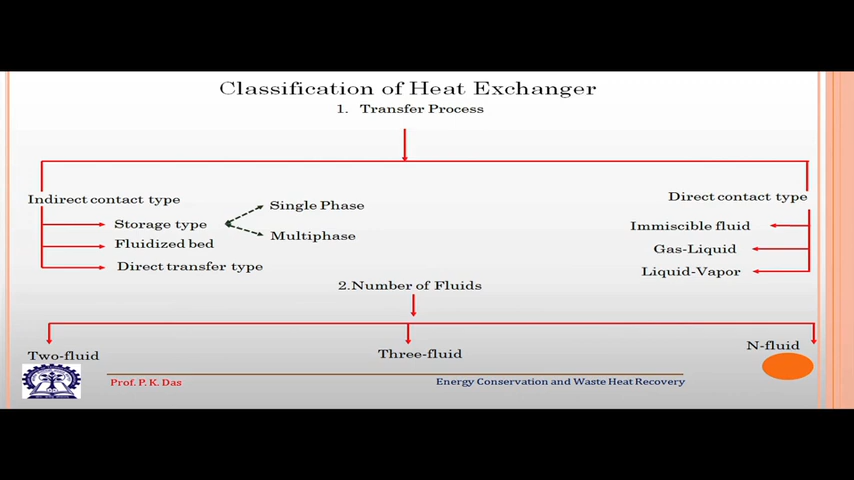 Classification of Heat Exchanger
1. Transfer Process
Indirect contact type
Storage type
Single Phase
Multiphase
Fluidized bed
Direct transfer type
Direct contact type
Immiscible fluid
Gas-Liquid
Liquid-Vapor
2.Number of Fluids
Two-fluid
Three-fluid
N-fluid
Prof. P. K. Das
Energy Conservation and Waste Heat Recovery